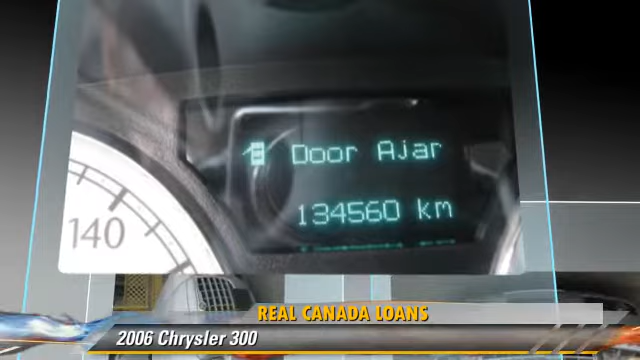 Door Ajar
134560 km
140
REAL CANADA LOANS
2006 Chrysler 300